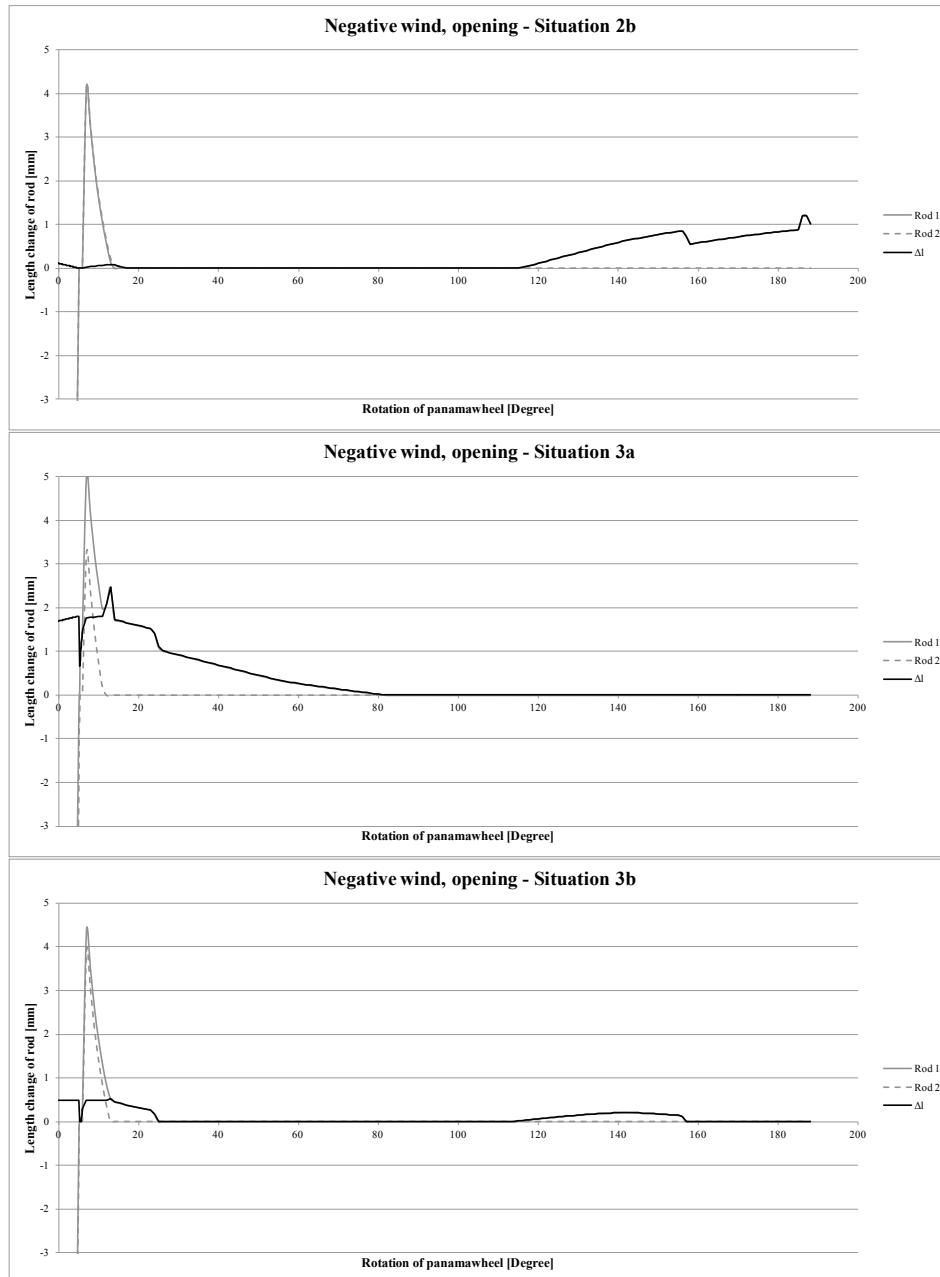 Negative wind, opening - Situation 2b
5
4
3
2
1
0
-1
-2
-3
0 20 40 60 80 100 120 140 160 180 200
Length change of rod [mm]
Rotation of panamawheel [Degree]
Rod 1
Rod 2
Δl
Negative wind, opening - Situation 3a
5
4
3
2
1
0
-1
-2
-3
0 20 40 60 80 100 120 140 160 180 200
Length change of rod [mm]
Rotation of panamawheel [Degree]
Rod 1
Rod 2
Δl
Negative wind, opening - Situation 3b
5
4
3
2
1
0
-1
-2
-3
0 20 40 60 80 100 120 140 160 180 200
Length change of rod [mm]
Rotation of panamawheel [Degree]
Rod 1
Rod 2
Δl